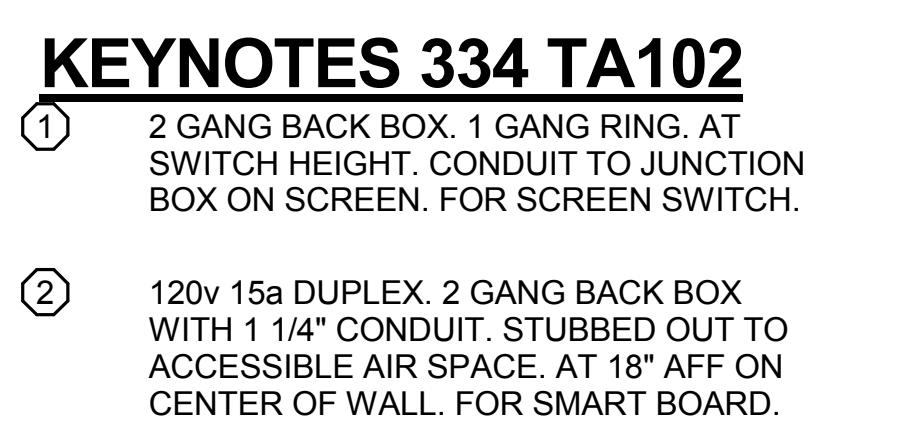 KEYNOTES 334 TA102
1 2 GANG BACK BOX. 1 GANG RING. AT
SWITCH HEIGHT. CONDUIT TO JUNCTION
BOX ON SCREEN. FOR SCREEN SWITCH.
2 120v 15a DUPLEX. 2 GANG BACK BOX
WITH 1 1/4" CONDUIT. STUBBED OUT TO
ACCESSIBLE AIR SPACE. AT 18" AFF ON
CENTER OF WALL. FOR SMART BOARD.